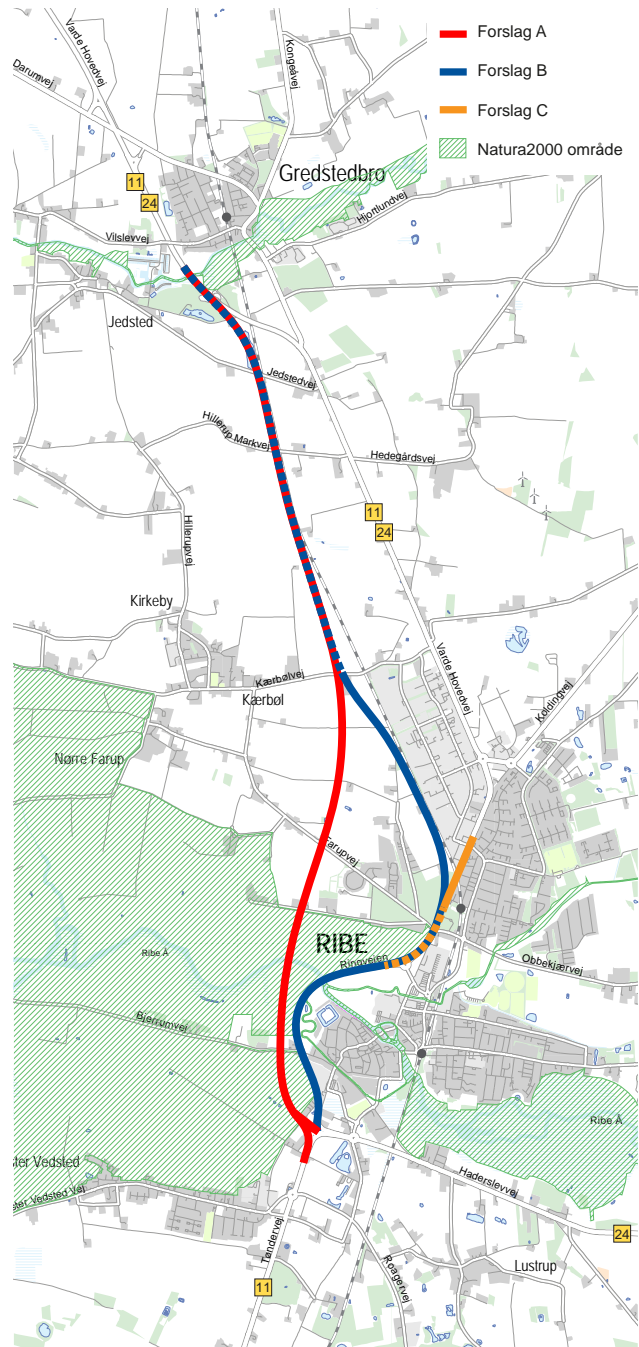 Forslag A
Forslag B
Forslag C
Natura2000 område
Varde Hovedvej
Kongeåvej
Darumvej
Gredstedbro
11
24
Hjortlundvej
Vilslevvej
Jedsted
Jedstedvej
Hillerup Markvej
Hedegårdsvej
11
24
Hillerupvej
Kirkeby
Kærbølvej
Kærbøl
Varde Hovedvej
Koldingvej
Nørre Farup
Farupvej
RIBE
Ribe Å
Ringvejen
Obbekjærvej
Bjerrumvej
Ribe Å
ster Vedsted
ster Vedsted Vej
Haderslevvej
24
Tøndervej
Roagervej
Lustrup
11